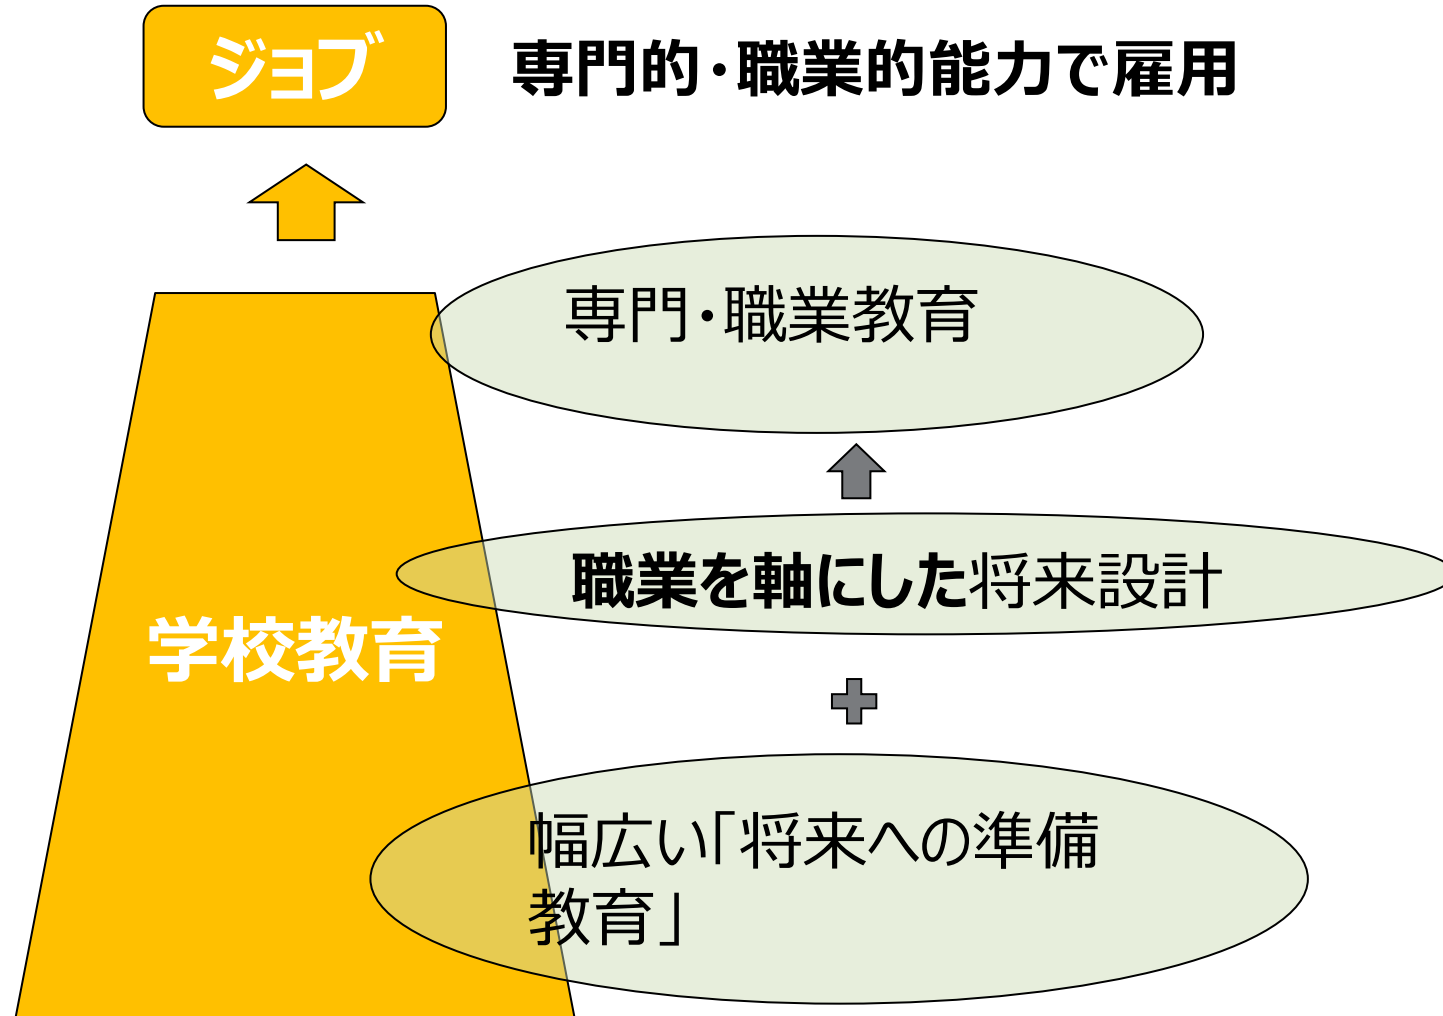 ジョブ
専門的・職業的能力で雇用
専門・職業教育
職業を軸にした将来設計
学校教育
幅広い「将来への準備
教育」